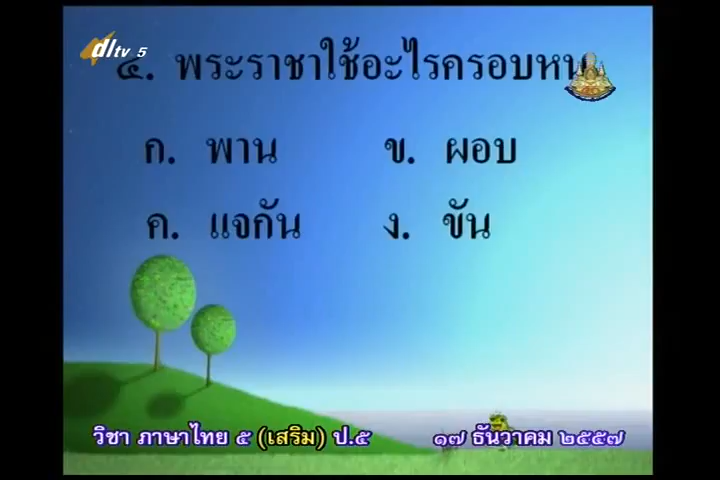 dltv 5
๔. พระราชาใช้อะไรครอบหนู
ก. พาน ข. ผอบ
ค. แจกัน ง. ขัน
วิชา ภาษาไทย ๕ (เสริม) ป.๕ ๑๗ ธันวาคม ๒๕๕๗